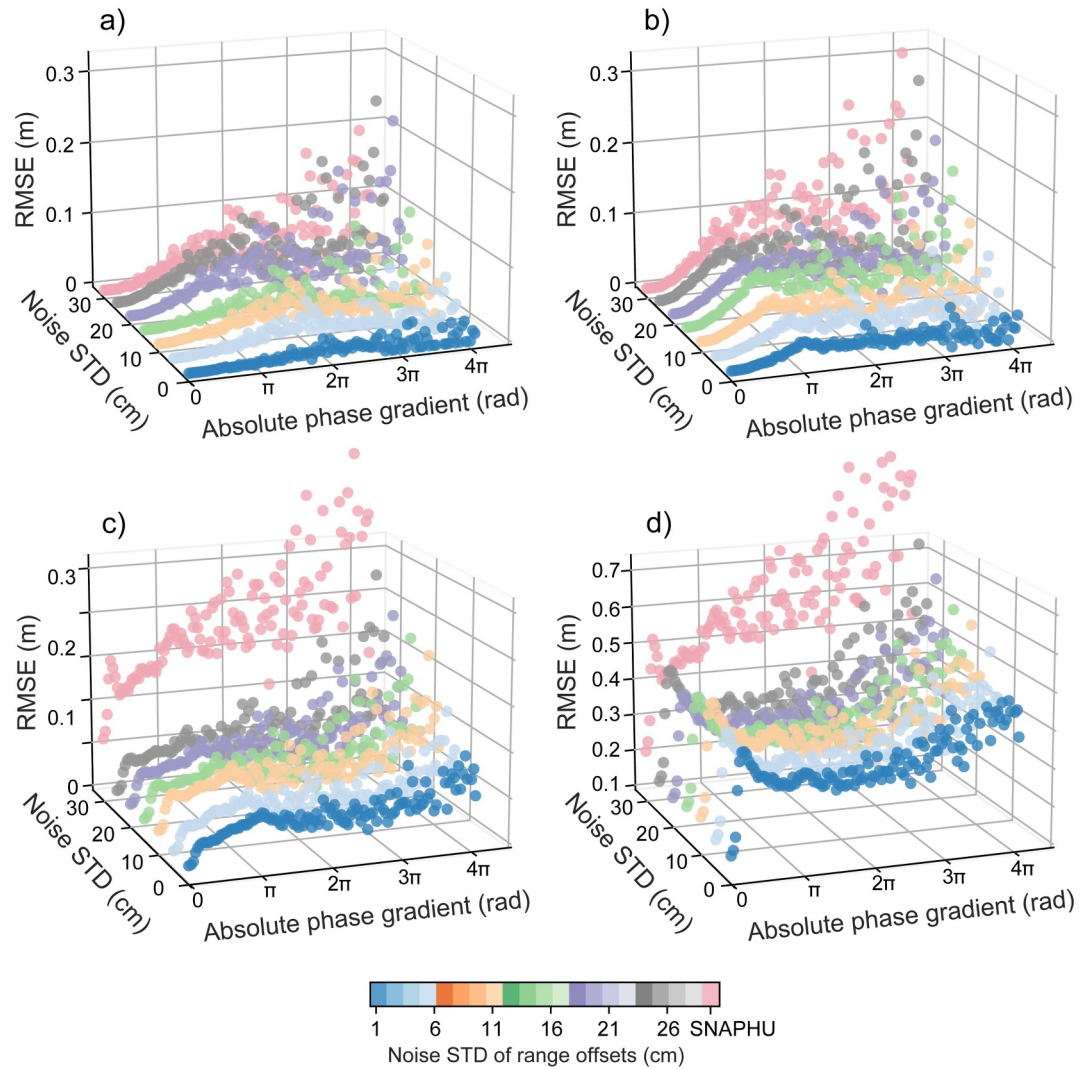 a)
RMSE (m)
0.3
0.2
0.1
0
30
20
10
0
Noise STD (cm)
0
π
2π
3π
4π
Absolute phase gradient (rad)
b)
RMSE (m)
0.3
0.2
0.1
0
30
20
10
0
Noise STD (cm)
0
π
2π
3π
4π
Absolute phase gradient (rad)
c)
RMSE (m)
0.3
0.2
0.1
0
30
20
10
0
Noise STD (cm)
0
π
2π
3π
4π
Absolute phase gradient (rad)
d)
RMSE (m)
0.7
0.6
0.5
0.4
0.3
0.2
0.1
30
20
10
0
Noise STD (cm)
0
π
2π
3π
4π
Absolute phase gradient (rad)
1 6 11 16 21 26 SNAPHU
Noise STD of range offsets (cm)